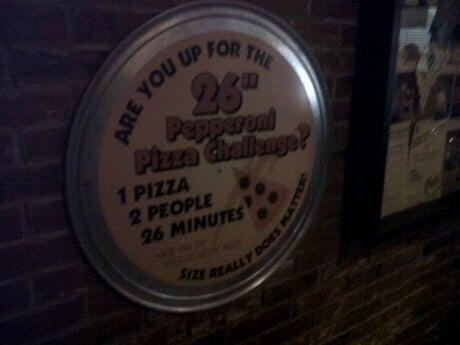 ARE YOU UP FOR THE
26"
Pepperoni
Pizza Challenge?
1 PIZZA
2 PEOPLE
26 MINUTES
SIZE REALLY DOES MATTER!